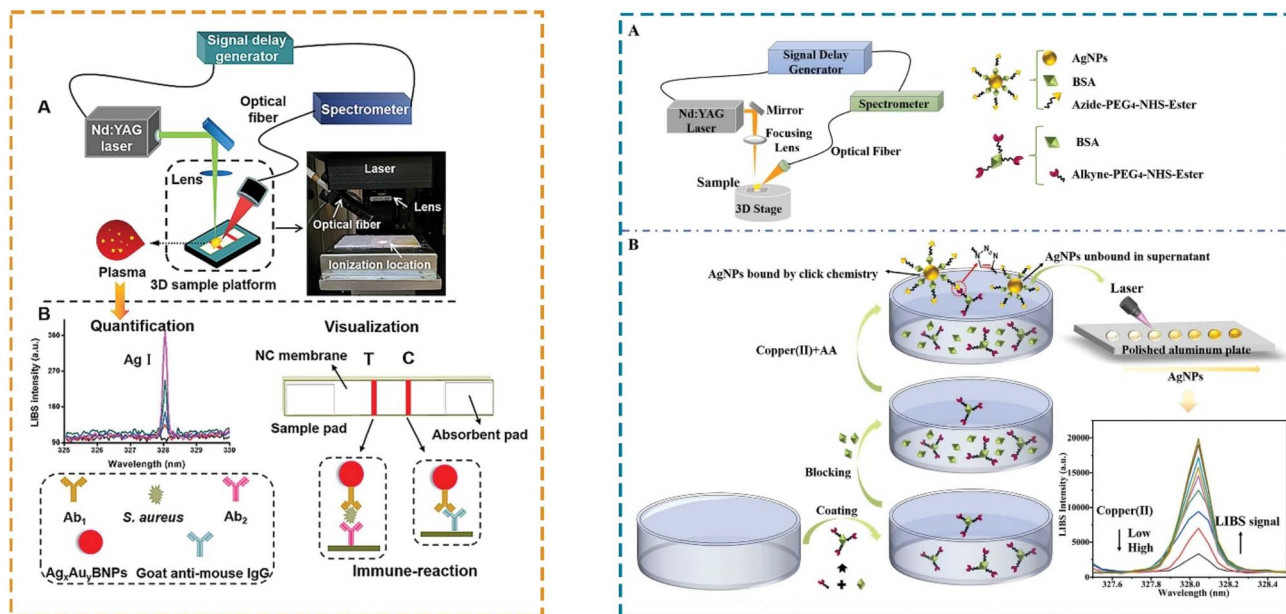 Signal delay
generator
A
Optical
fiber
Spectrometer
Nd:YAG
laser
Lens
Laser
Lens
Optical fiber
Ionization location
Plasma
3D sample platform
B
Quantification
Visualization
360
270
180
90
LIBS intensity (a.u.)
Ag I
325 326 327 328 329 330
Wavelength (nm)
NC membrane
T C
Sample pad
Absorbent pad
Ab1
S. aureus
Ab2
AgxAuyBNPs
Goat anti-mouse IgG
Immune-reaction
A
Signal Delay
Generator
Spectrometer
Nd:YAG
Laser
Mirror
Focusing
Lens
Optical Fiber
Sample
3D Stage
AgNPs
BSA
Azide-PEG4-NHS-Ester
BSA
Alkyne-PEG4-NHS-Ester
B
N
N
N
AgNPs bound by click chemistry
AgNPs unbound in supernatant
Laser
Polished aluminum plate
AgNPs
Copper(II)+AA
Blocking
Coating
20000
15000
10000
5000
0
LIBS Intensity (a.u.)
Copper(II)
Low
High
LIBS signal
327.6 327.8 328.0 328.2 328.4
Wavelength (nm)